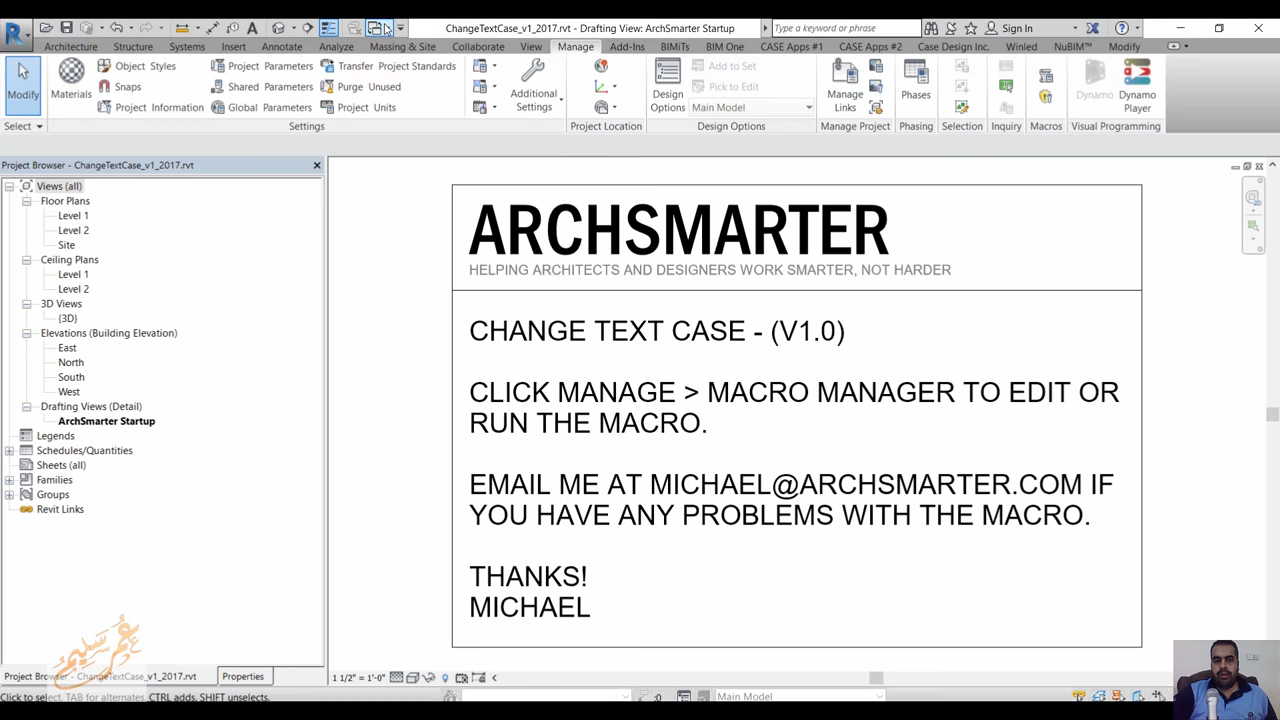 ChangeTextCase_v1_2017.rvt - Drafting View: ArchSmarter Startup
Type a keyword or phrase
Sign In
Architecture Structure Systems Insert Annotate Analyze Massing & Site Collaborate View Manage Add-Ins BIMiTs BIM One CASE Apps #1 CASE Apps #2 Case Design Inc. Winled NuBIM™ Modify
Modify
Materials
Object Styles
Snaps
Project Information
Project Parameters
Shared Parameters
Global Parameters
Transfer Project Standards
Purge Unused
Project Units
Additional Settings
Design Options
Add to Set
Pick to Edit
Main Model
Manage Links
Phases
Dynamo
Dynamo Player
Select
Settings
Project Location
Design Options
Manage Project
Phasing
Selection
Inquiry
Macros
Visual Programming
Project Browser - ChangeTextCase_v1_2017.rvt
Views (all)
Floor Plans
Level 1
Level 2
Site
Ceiling Plans
Level 1
Level 2
3D Views
{3D}
Elevations (Building Elevation)
East
North
South
West
Drafting Views (Detail)
ArchSmarter Startup
Legends
Schedules/Quantities
Sheets (all)
Families
Groups
Revit Links
ARCHSMARTER
HELPING ARCHITECTS AND DESIGNERS WORK SMARTER, NOT HARDER
CHANGE TEXT CASE - (V1.0)
CLICK MANAGE > MACRO MANAGER TO EDIT OR
RUN THE MACRO.
EMAIL ME AT MICHAEL@ARCHSMARTER.COM IF
YOU HAVE ANY PROBLEMS WITH THE MACRO.
THANKS!
MICHAEL
عمر سليم
Project Browser - ChangeTextCase_v1_2017.rvt
Properties
1 1/2" = 1'-0"
Click to select, TAB for alternates, CTRL adds, SHIFT unselects.
:0
Main Model